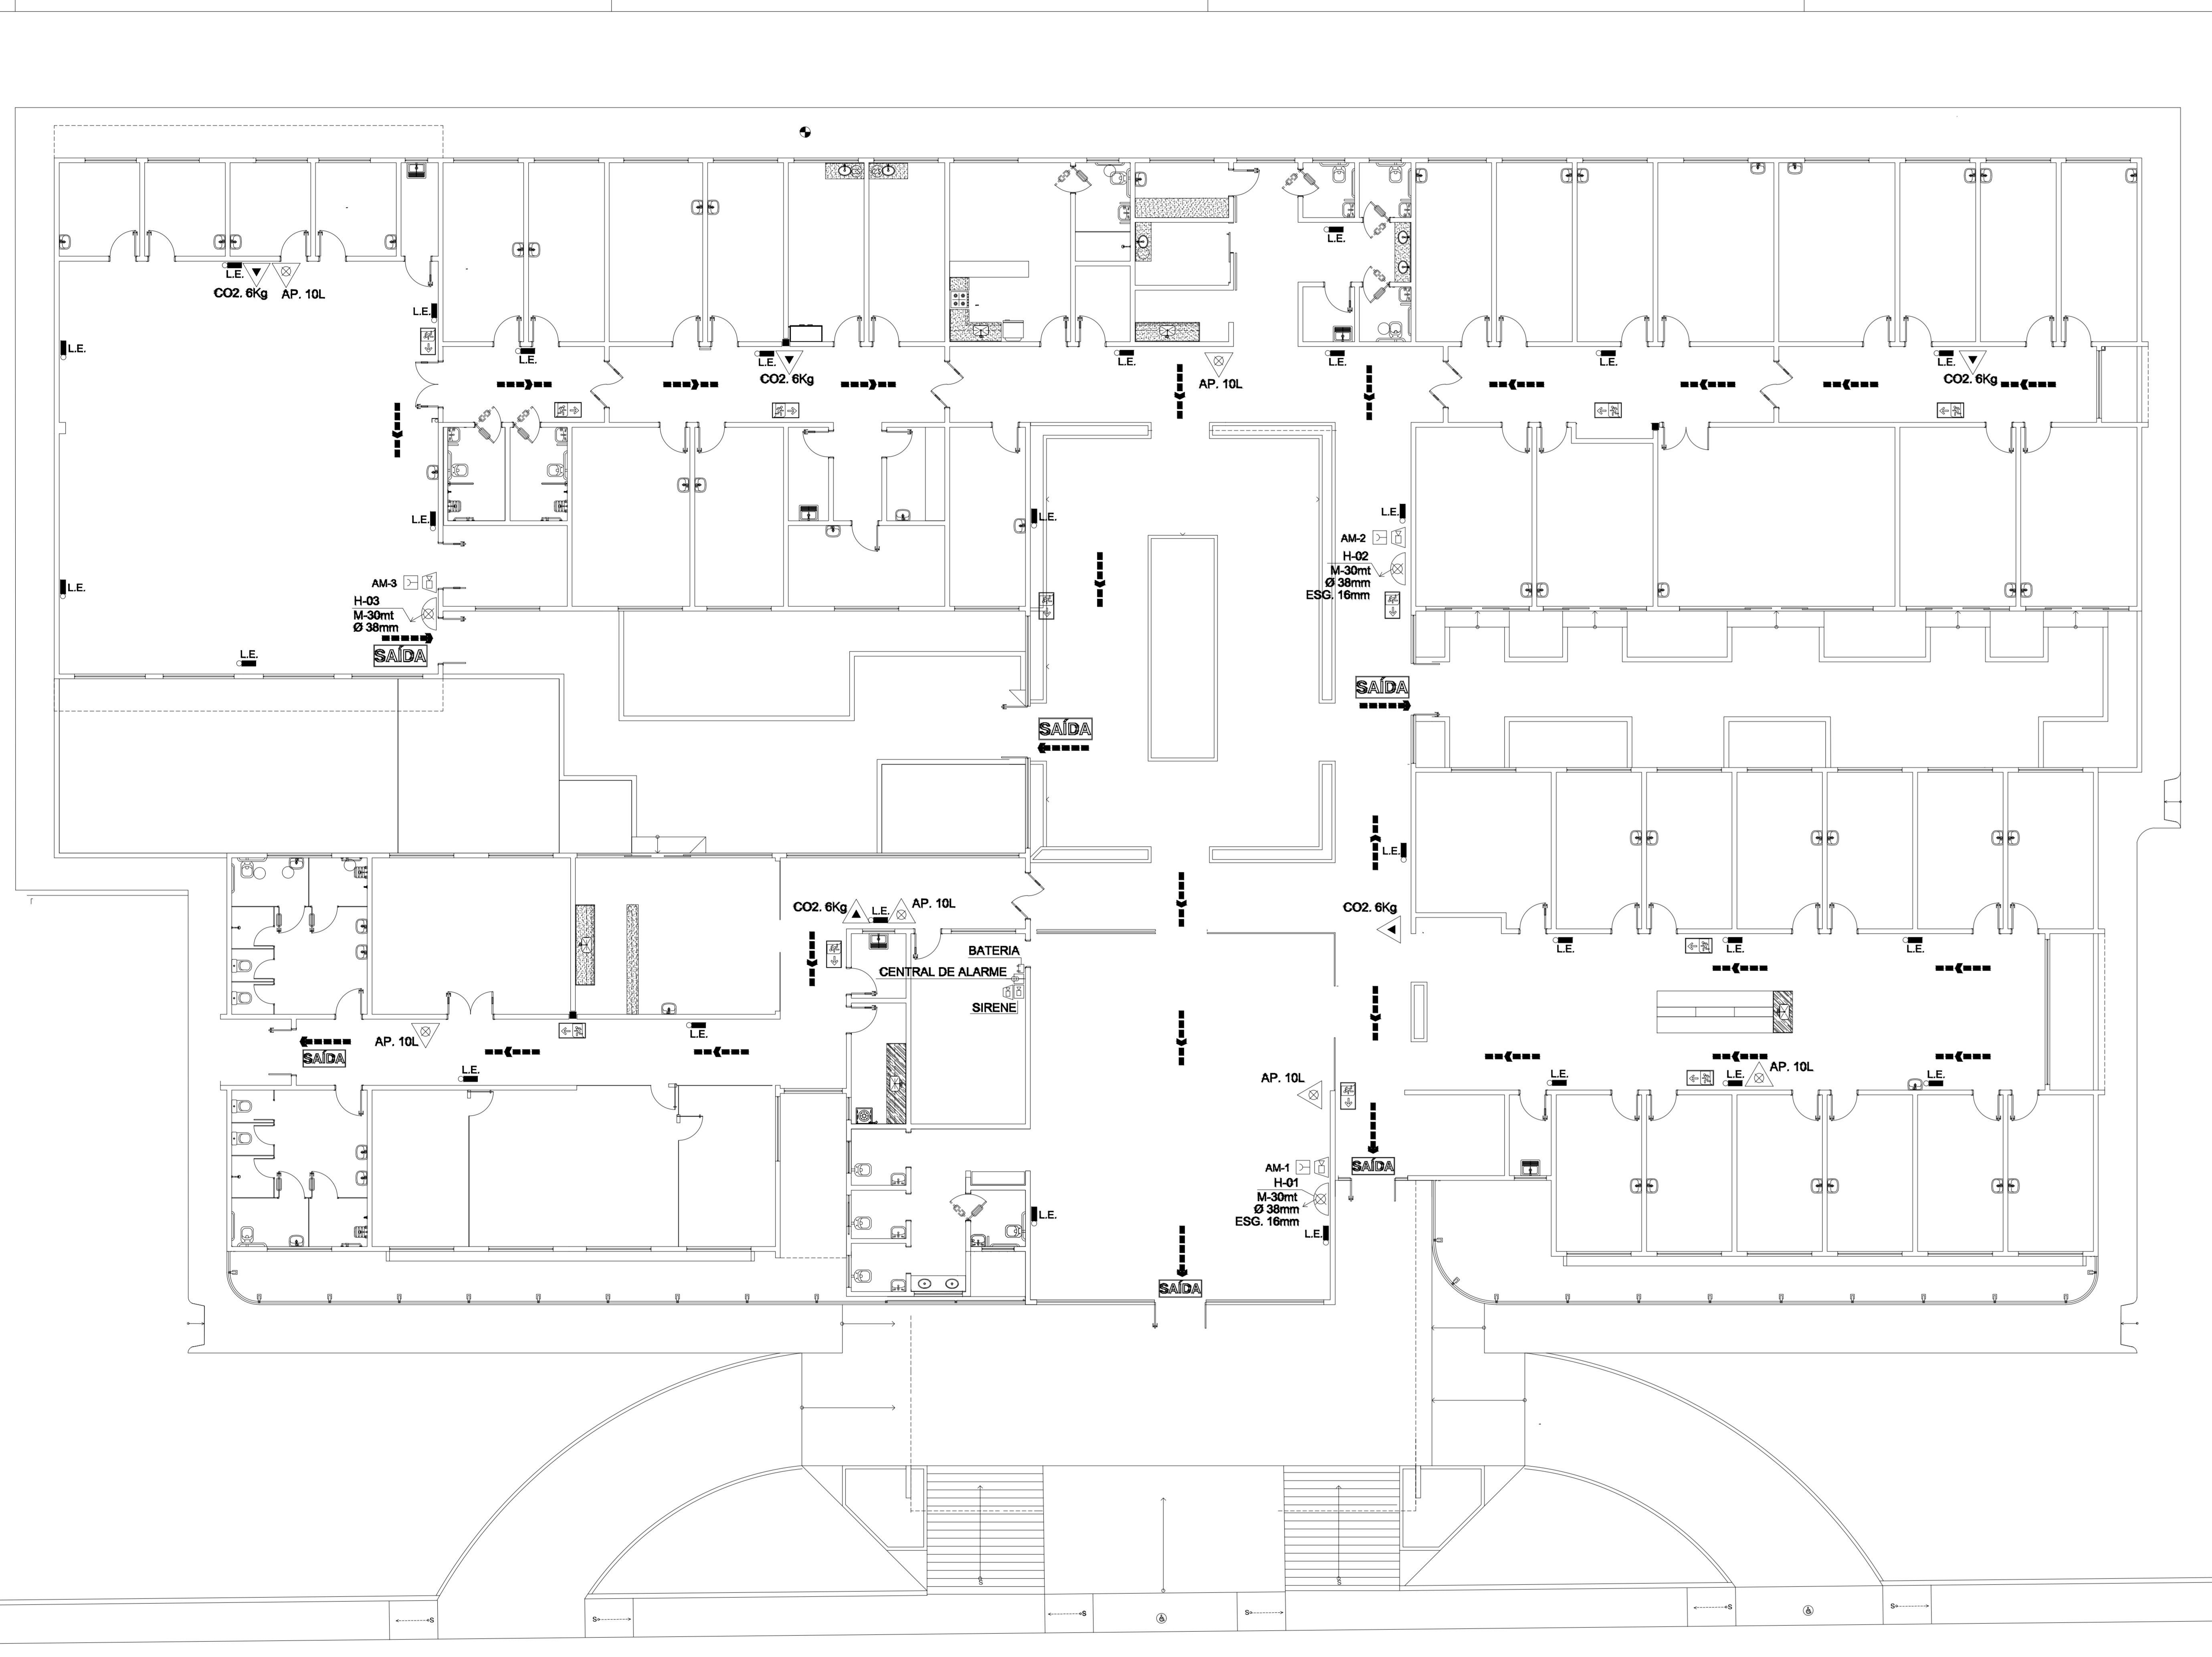 L.E.
L.E.
CO2. 6Kg
AP. 10L
L.E.
L.E.
L.E.
L.E.
CO2. 6Kg
L.E.
AP. 10L
L.E.
L.E.
L.E.
CO2. 6Kg
L.E.
L.E.
L.E.
AM-2
H-02
M-30mt
Ø 38mm
ESG. 16mm
L.E.
AM-3
H-03
M-30mt
Ø 38mm
SAÍDA
L.E.
SAÍDA
SAÍDA
L.E.
CO2. 6Kg
L.E.
AP. 10L
CO2. 6Kg
BATERIA
CENTRAL DE ALARME
SIRENE
L.E.
L.E.
L.E.
AP. 10L
L.E.
SAÍDA
L.E.
AP. 10L
L.E.
L.E.
AP. 10L
L.E.
AM-1
H-01
M-30mt
Ø 38mm
ESG. 16mm
L.E.
L.E.
SAÍDA
SAÍDA
S
S
S
S
S
S
S
S